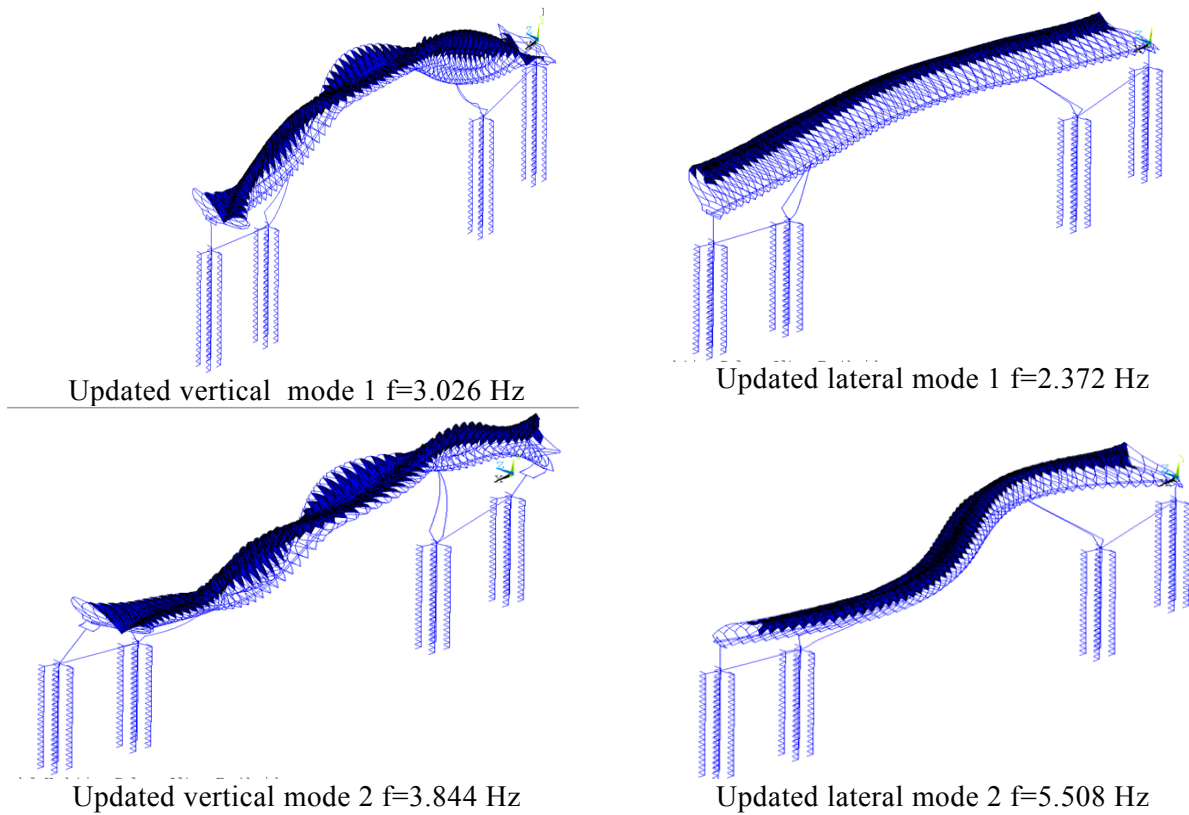 Updated vertical mode 1 f=3.026 Hz
Updated lateral mode 1 f=2.372 Hz
Updated vertical mode 2 f=3.844 Hz
Updated lateral mode 2 f=5.508 Hz